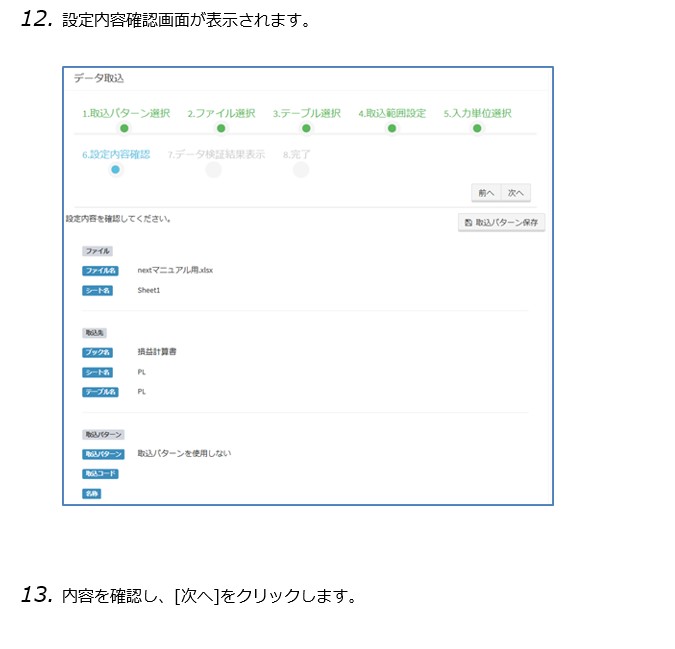 12. 設定内容確認画面が表示されます。
データ取込
1.取込パターン選択 2.ファイル選択 3.テーブル選択 4.取込範囲設定 5.入力単位選択
6.設定内容確認 7.データ検証結果表示 8.完了
前へ 次へ
設定内容を確認してください。 取込パターン保存
ファイル
ファイル名 nextマニュアル用.xlsx
シート名 Sheet1
取込先
ブック名 損益計算書
シート名 PL
テーブル名 PL
取込パターン
取込パターン 取込パターンを使用しない
取込コード
名称
13. 内容を確認し、[次へ]をクリックします。